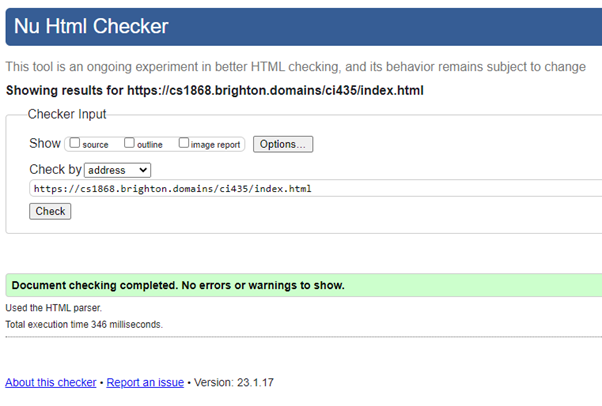 Nu Html Checker
This tool is an ongoing experiment in better HTML checking, and its behavior remains subject to change
Showing results for https://cs1868.brighton.domains/ci435/index.html
Checker Input
Show source outline image report Options...
Check by address
https://cs1868.brighton.domains/ci435/index.html
Check
Document checking completed. No errors or warnings to show.
Used the HTML parser.
Total execution time 346 milliseconds.
About this checker • Report an issue • Version: 23.1.17